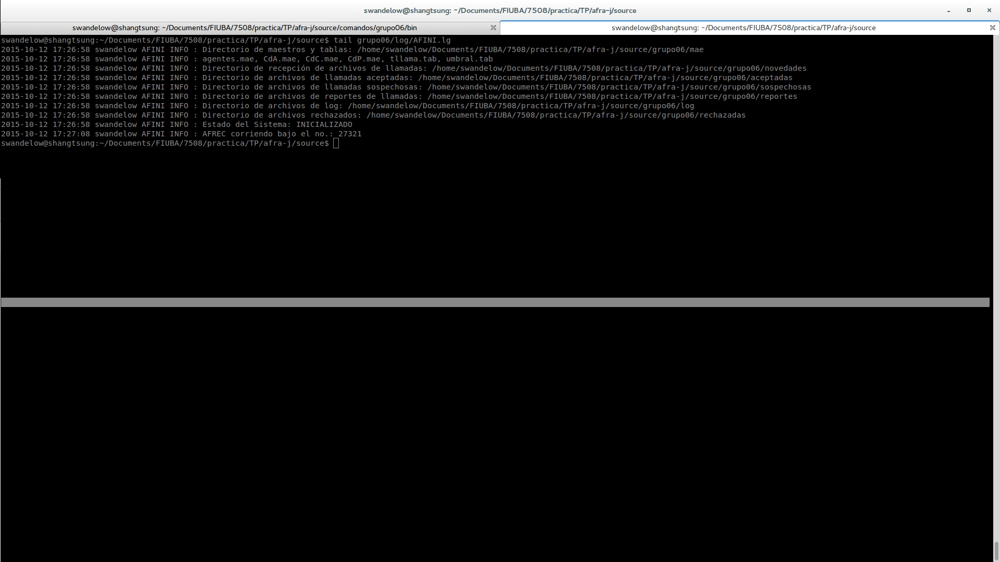 swandelow@shangtsung: ~/Documents/FIUBA/7508/practica/TP/afra-j/source
swandelow@shangtsung: ~/Documents/FIUBA/7508/practica/TP/afra-j/source/comandos/grupo06/bin
swandelow@shangtsung: ~/Documents/FIUBA/7508/practica/TP/afra-j/source
swandelow@shangtsung:~/Documents/FIUBA/7508/practica/TP/afra-j/source$ tail grupo06/log/AFINI.lg
2015-10-12 17:26:58 swandelow AFINI INFO : Directorio de maestros y tablas: /home/swandelow/Documents/FIUBA/7508/practica/TP/afra-j/source/grupo06/mae
2015-10-12 17:26:58 swandelow AFINI INFO : agentes.mae, CdA.mae, CdC.mae, CdP.mae, tllama.tab, umbral.tab
2015-10-12 17:26:58 swandelow AFINI INFO : Directorio de recepción de archivos de llamadas: /home/swandelow/Documents/FIUBA/7508/practica/TP/afra-j/source/grupo06/novedades
2015-10-12 17:26:58 swandelow AFINI INFO : Directorio de archivos de llamadas aceptadas: /home/swandelow/Documents/FIUBA/7508/practica/TP/afra-j/source/grupo06/aceptadas
2015-10-12 17:26:58 swandelow AFINI INFO : Directorio de archivos de llamadas sospechosas: /home/swandelow/Documents/FIUBA/7508/practica/TP/afra-j/source/grupo06/sospechosas
2015-10-12 17:26:58 swandelow AFINI INFO : Directorio de archivos de reportes de llamadas: /home/swandelow/Documents/FIUBA/7508/practica/TP/afra-j/source/grupo06/reportes
2015-10-12 17:26:58 swandelow AFINI INFO : Directorio de archivos de log: /home/swandelow/Documents/FIUBA/7508/practica/TP/afra-j/source/grupo06/log
2015-10-12 17:26:58 swandelow AFINI INFO : Directorio de archivos rechazados: /home/swandelow/Documents/FIUBA/7508/practica/TP/afra-j/source/grupo06/rechazadas
2015-10-12 17:26:58 swandelow AFINI INFO : Estado del Sistema: INICIALIZADO
2015-10-12 17:27:08 swandelow AFINI INFO : AFREC corriendo bajo el no.: 27321
swandelow@shangtsung:~/Documents/FIUBA/7508/practica/TP/afra-j/source$